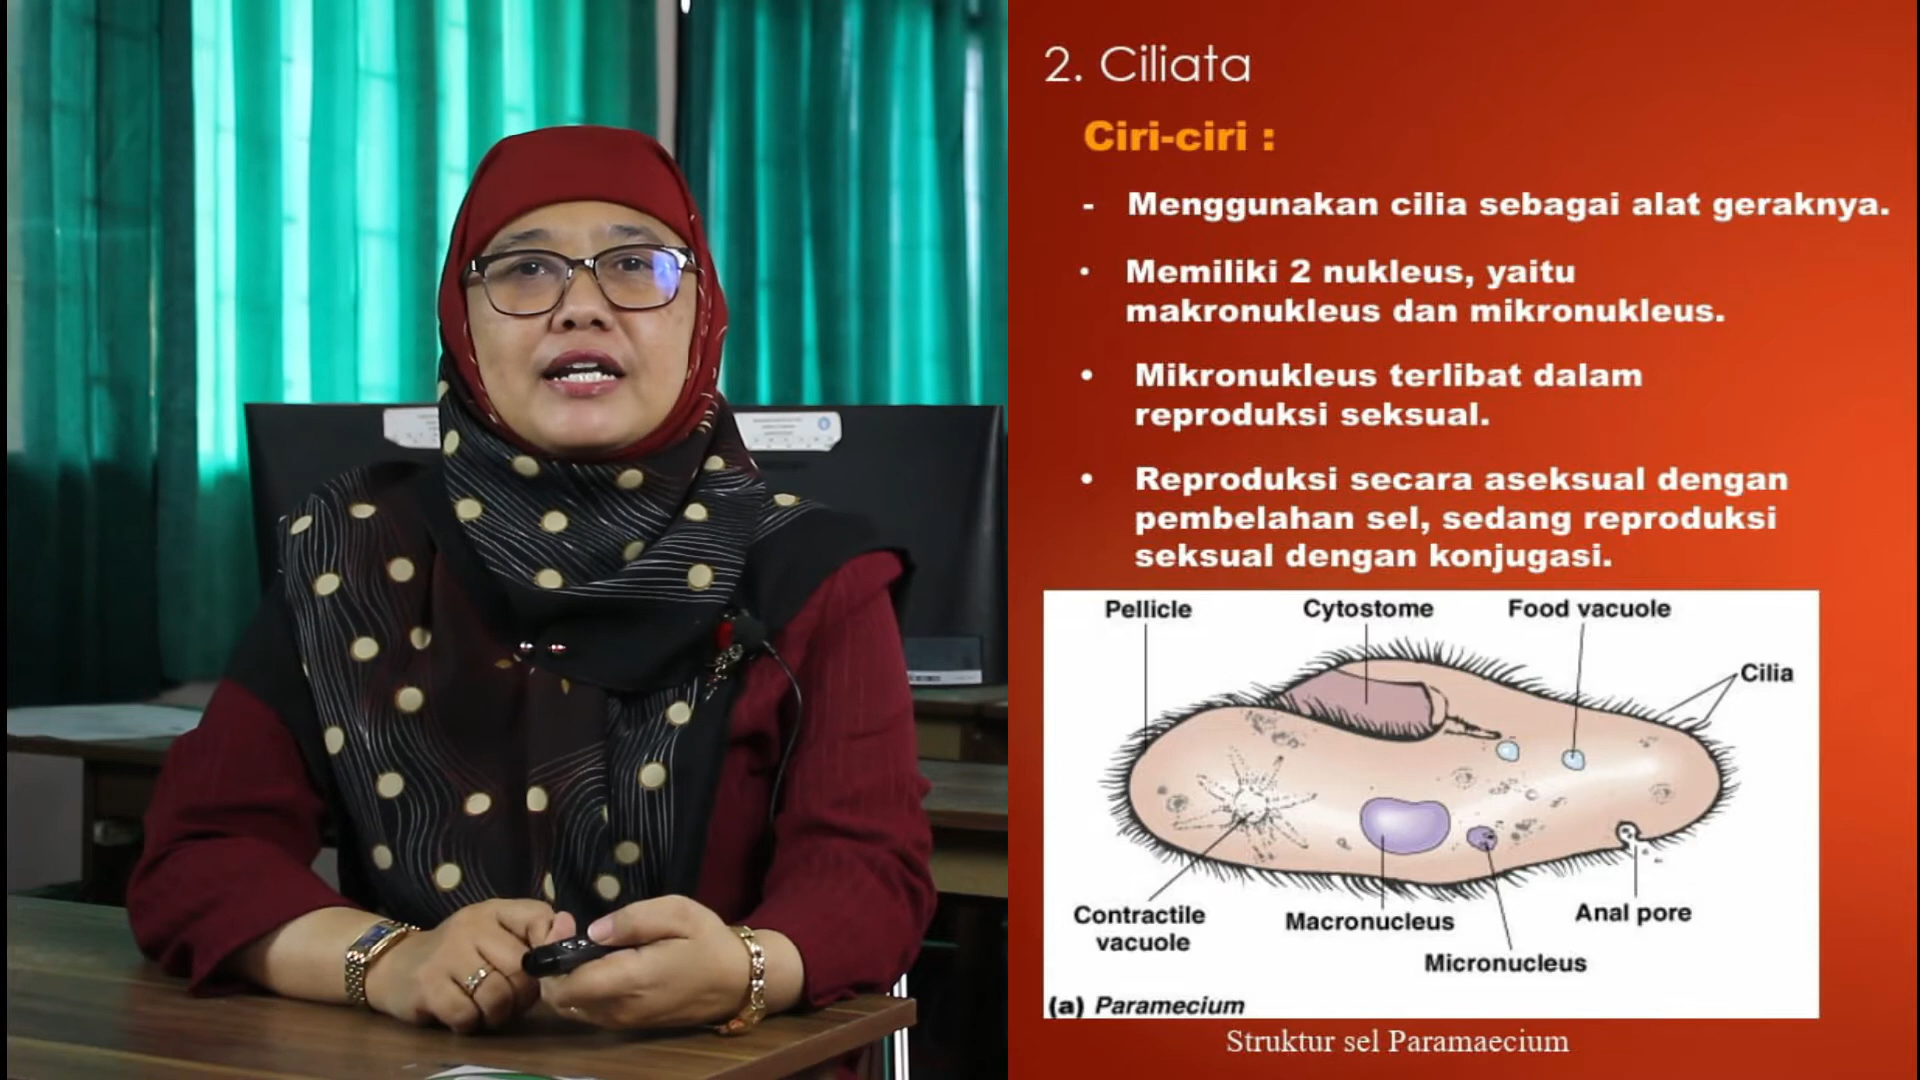 2. Ciliata
Ciri-ciri :
- Menggunakan cilia sebagai alat geraknya.
• Memiliki 2 nukleus, yaitu
makronukleus dan mikronukleus.
• Mikronukleus terlibat dalam
reproduksi seksual.
• Reproduksi secara aseksual dengan
pembelahan sel, sedang reproduksi
seksual dengan konjugasi.
Pellicle
Cytostome
Food vacuole
Cilia
Contractile
vacuole
Macronucleus
Micronucleus
Anal pore
(a) Paramecium
Struktur sel Paramaecium